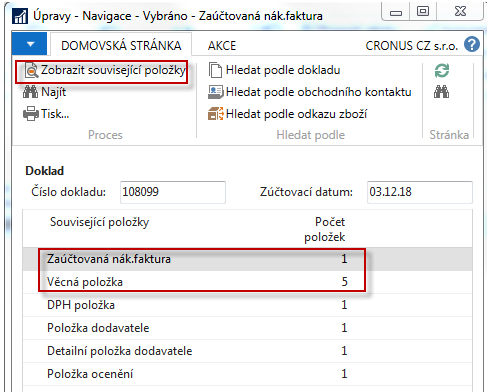 Úpravy - Navigace - Vybráno - Zaúčtovaná nák.faktura
DOMOVSKÁ STRÁNKA AKCE CRONUS CZ s.r.o.
Zobrazit související položky Hledat podle dokladu
Najít Hledat podle obchodního kontaktu
Tisk... Hledat podle odkazu zboží
Proces Hledat podle Stránka
Doklad
Číslo dokladu: 108099 Zúčtovací datum: 03.12.18
Související položky Počet
položek
Zaúčtovaná nák.faktura 1
Věcná položka 5
DPH položka 1
Položka dodavatele 1
Detailní položka dodavatele 1
Položka ocenění 1